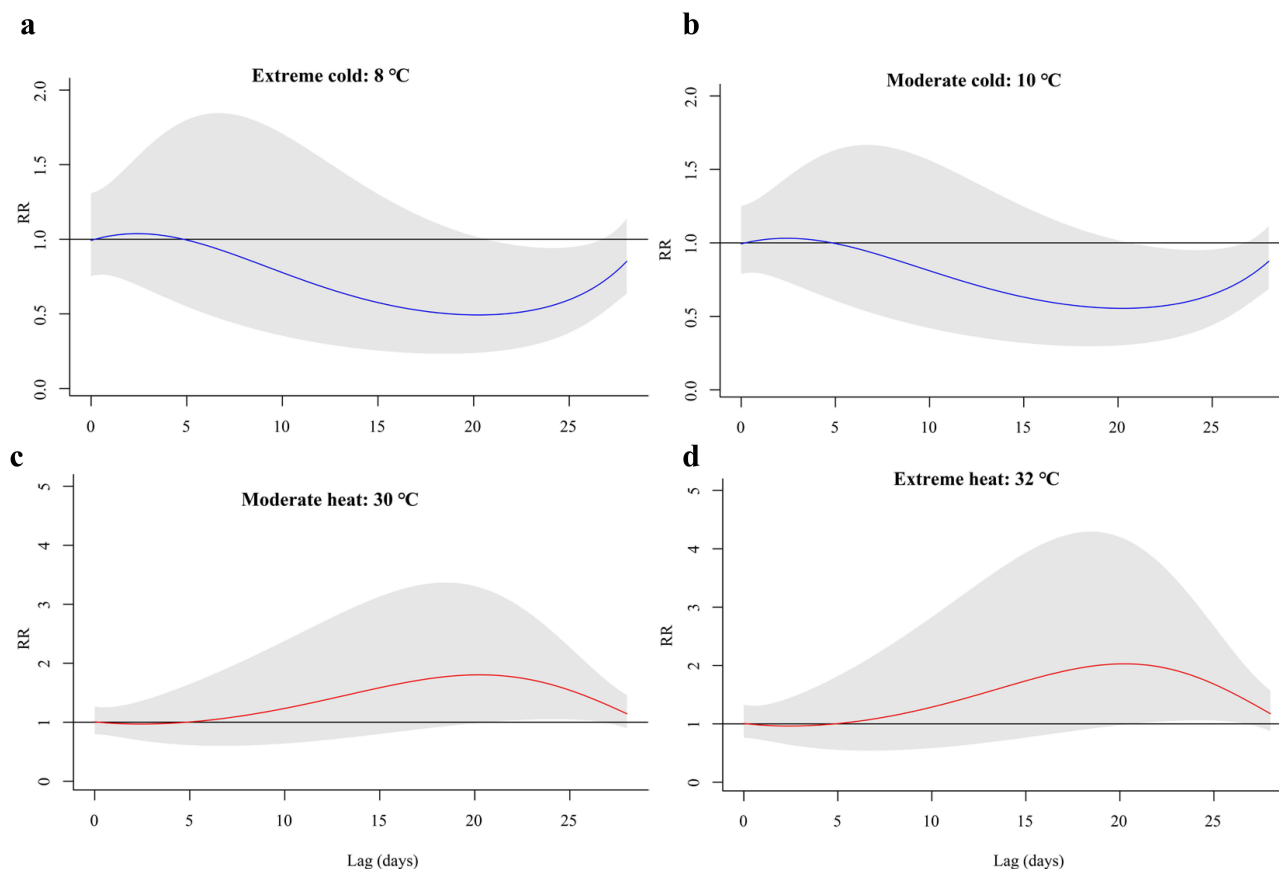 a
Extreme cold: 8 °C
RR
0.0 0.5 1.0 1.5 2.0
0 5 10 15 20 25
b
Moderate cold: 10 °C
RR
0.0 0.5 1.0 1.5 2.0
0 5 10 15 20 25
c
Moderate heat: 30 °C
RR
0 1 2 3 4 5
0 5 10 15 20 25
Lag (days)
d
Extreme heat: 32 °C
RR
0 1 2 3 4 5
0 5 10 15 20 25
Lag (days)